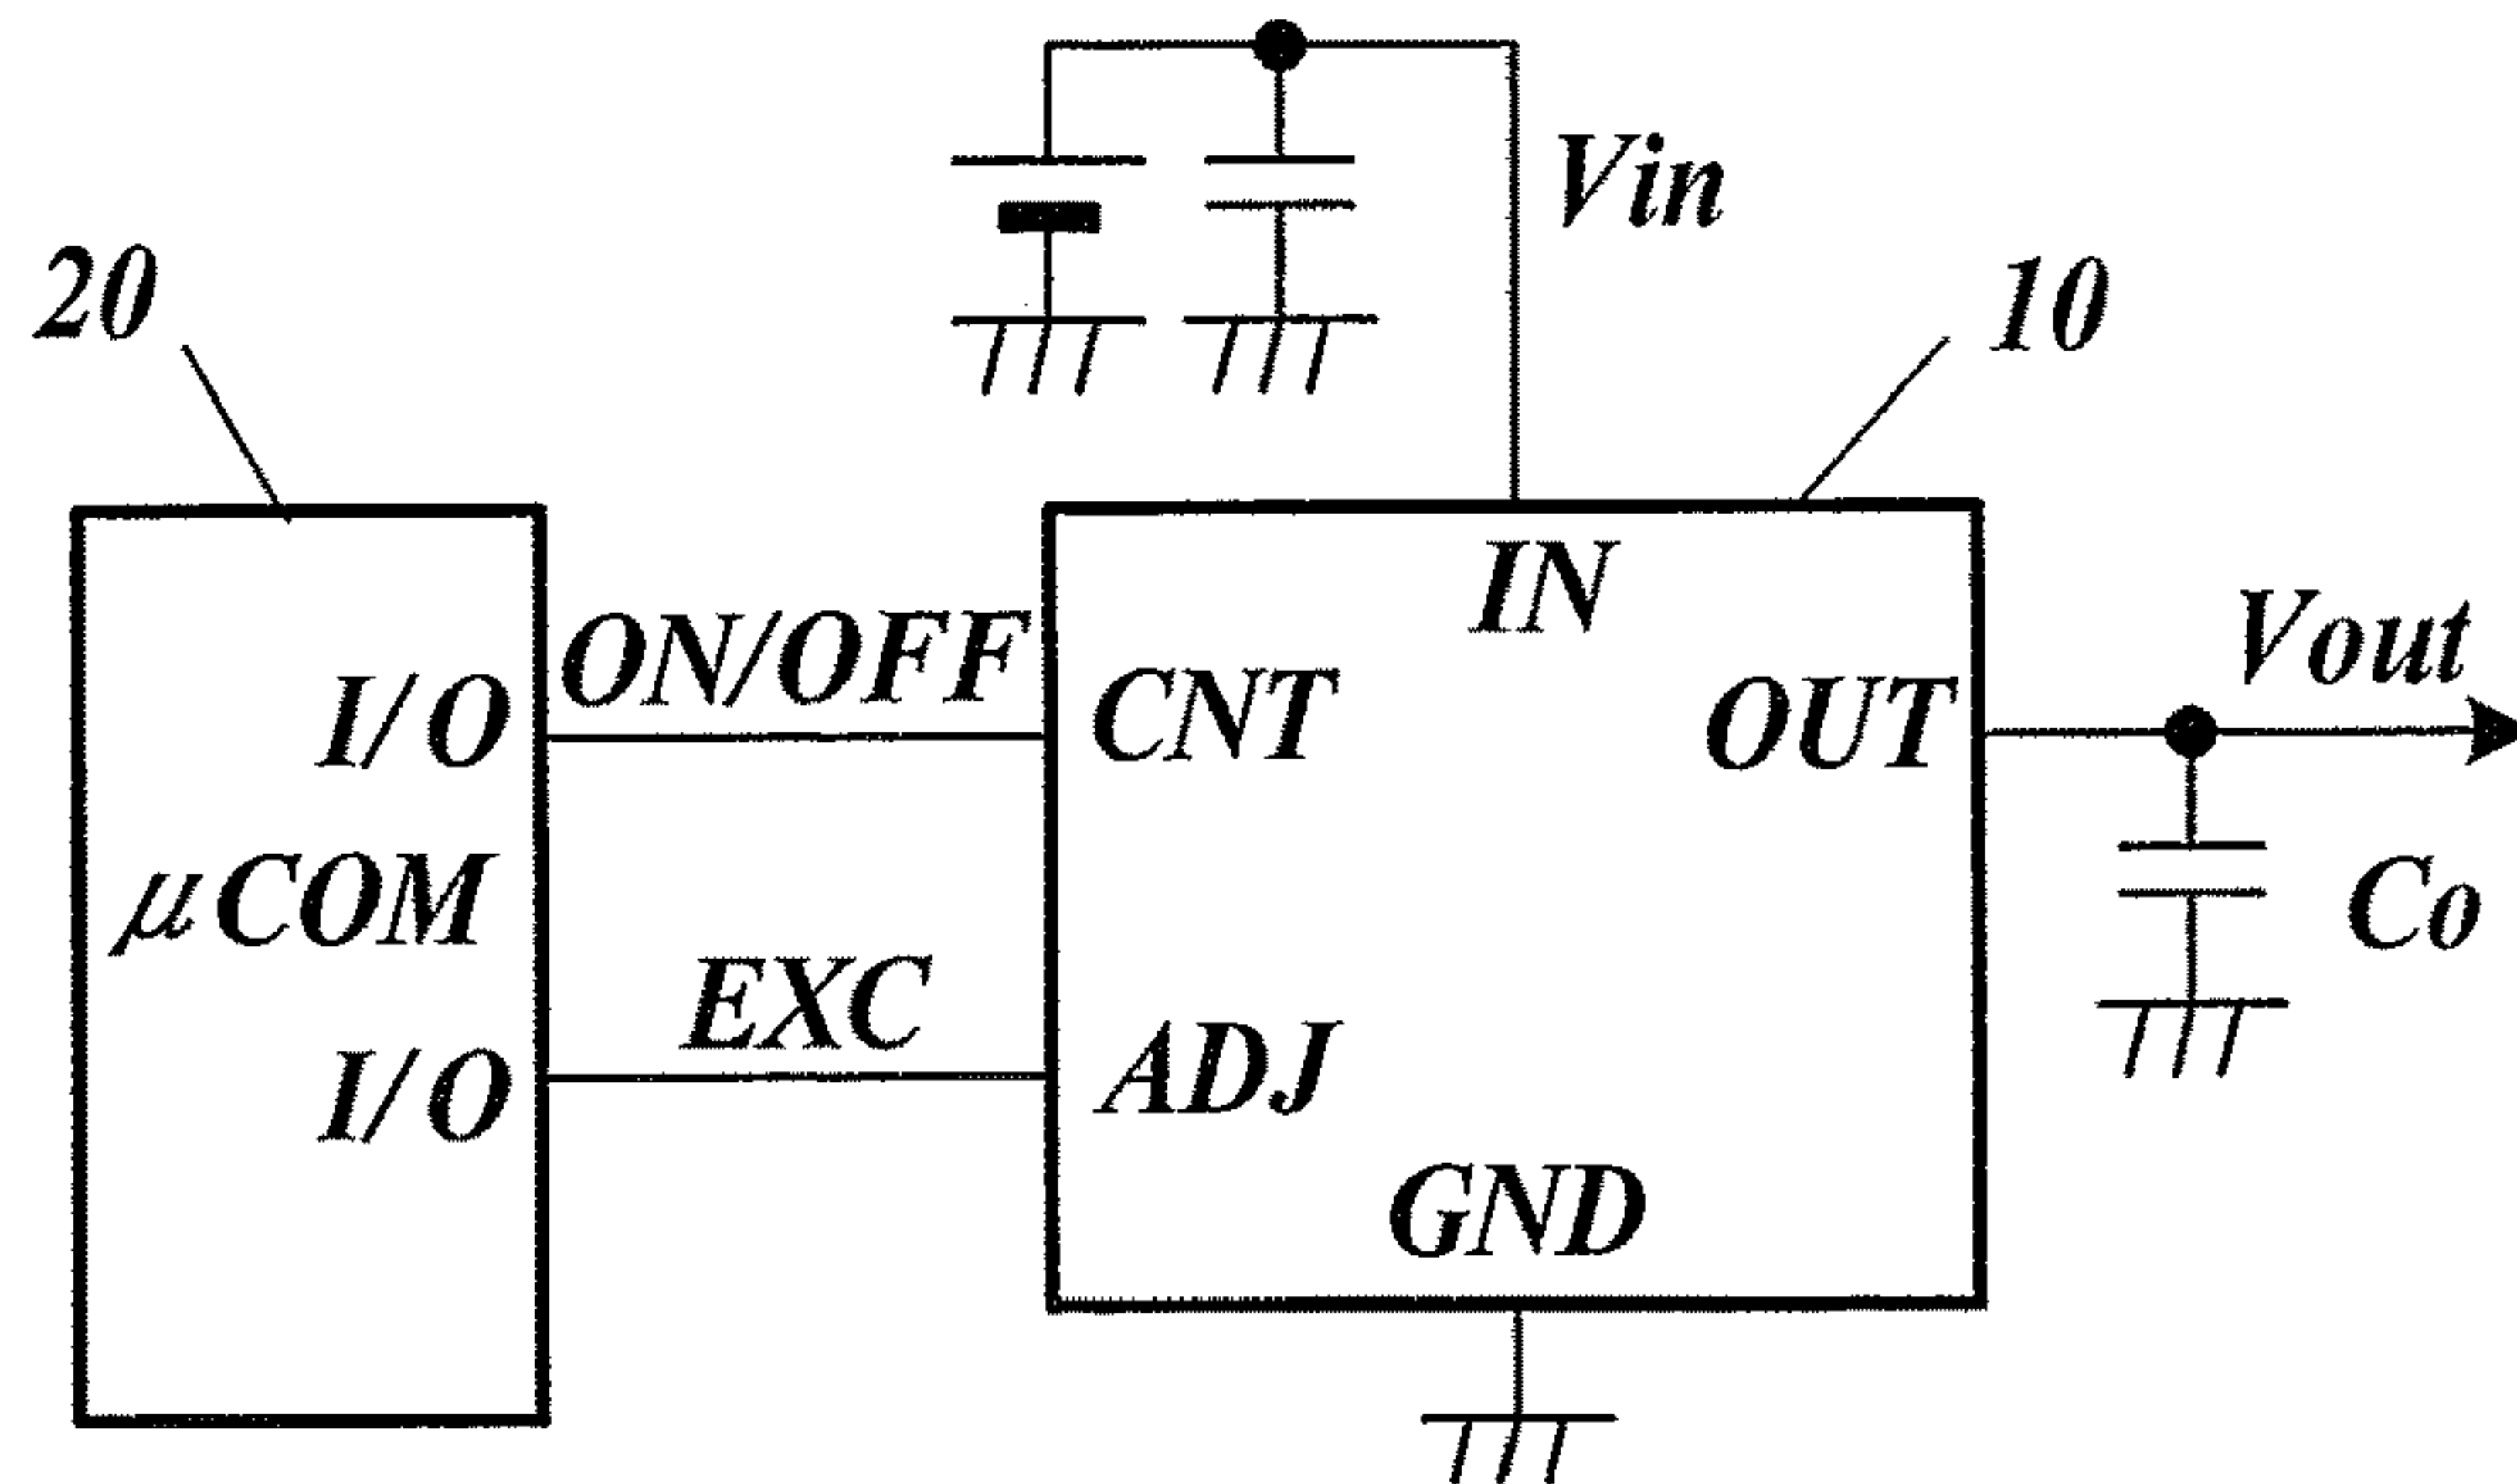 Vin
20
10
IN
ON/OFF
Vout
I/O
CNT
OUT
μCOM
Co
EXC
I/O
ADJ
GND